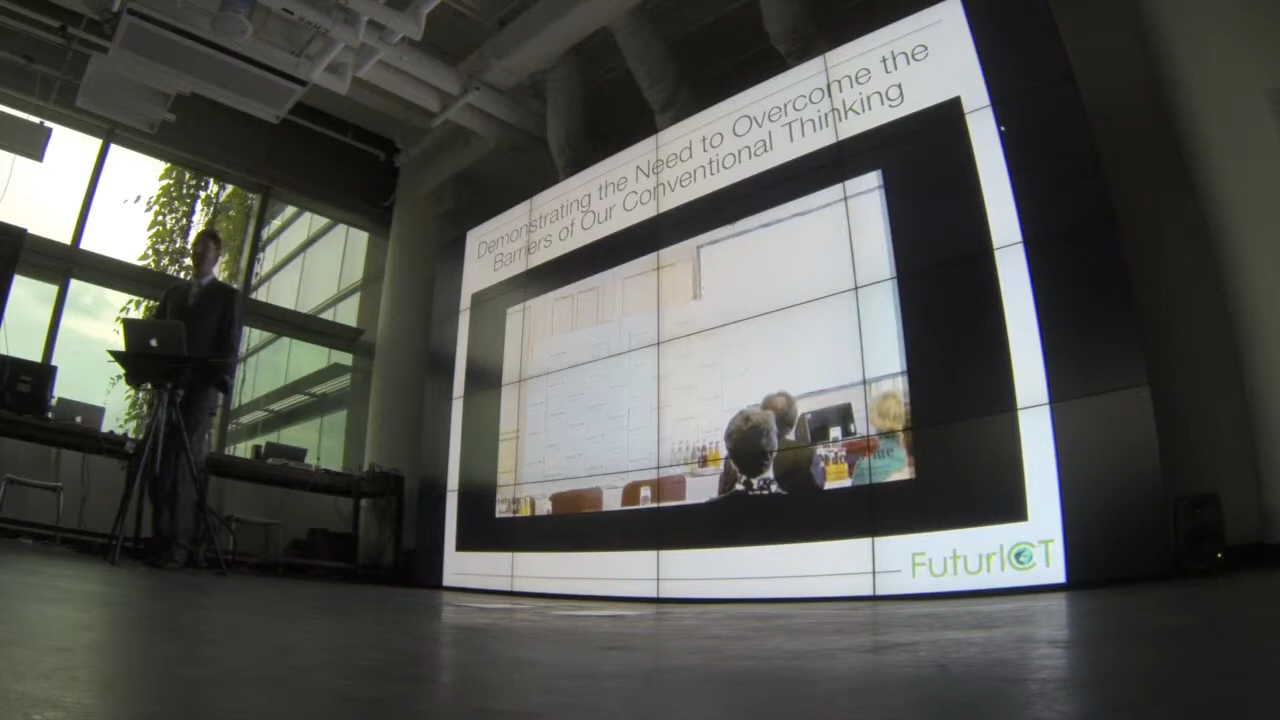 Demonstrating the Need to Overcome the
Barriers of Our Conventional Thinking
FuturICT